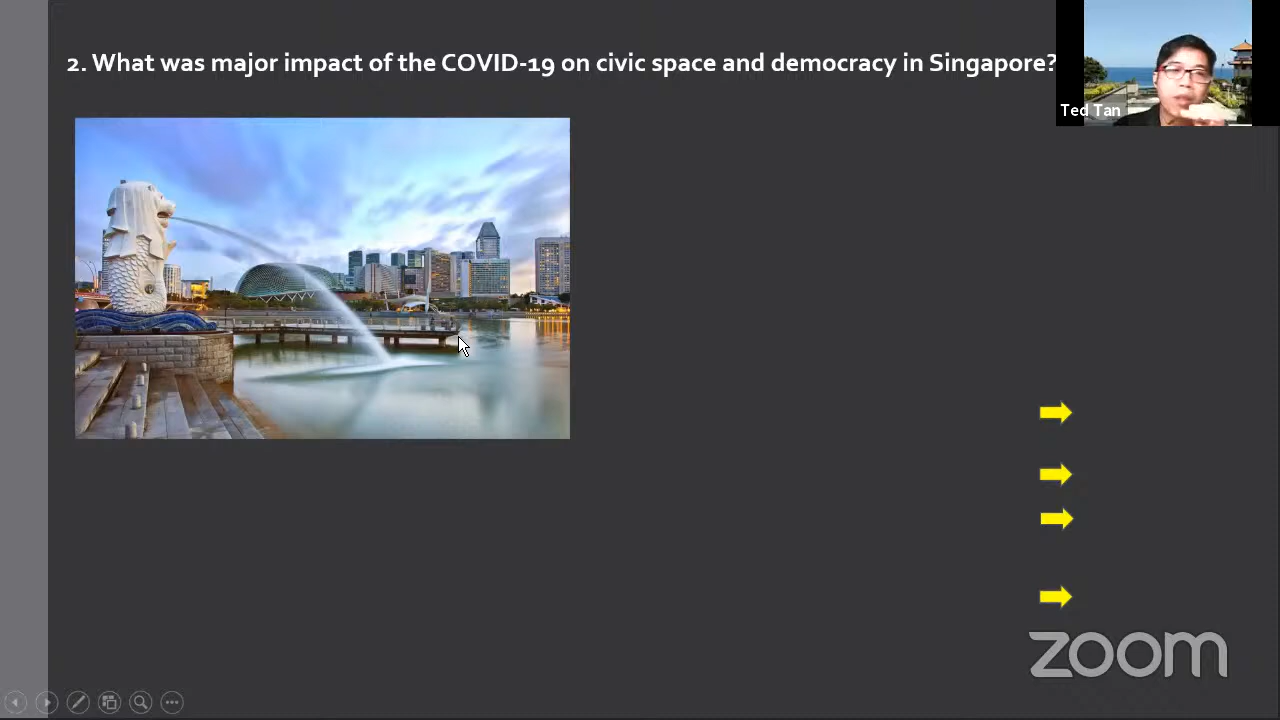 2. What was major impact of the COVID-19 on civic space and democracy in Singapore?
Ted Tan
zoom